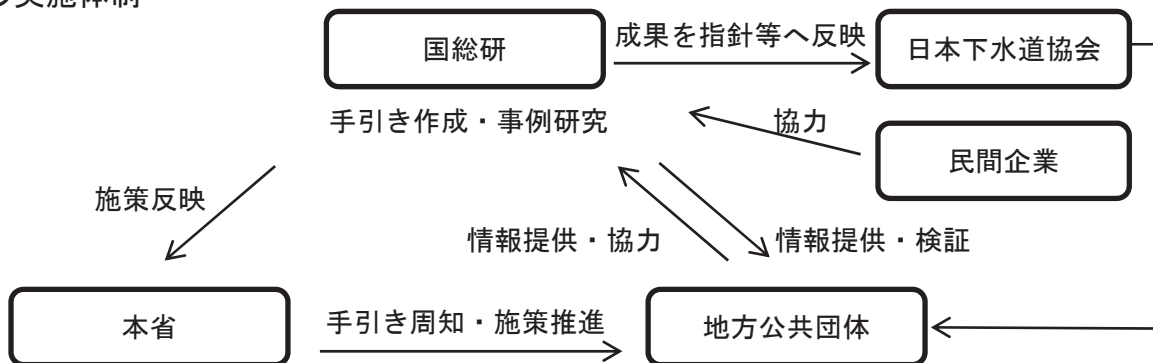 実施体制
国総研
成果を指針等へ反映
日本下水道協会
手引き作成・事例研究
協力
民間企業
施策反映
情報提供・協力
情報提供・検証
本省
手引き周知・施策推進
地方公共団体